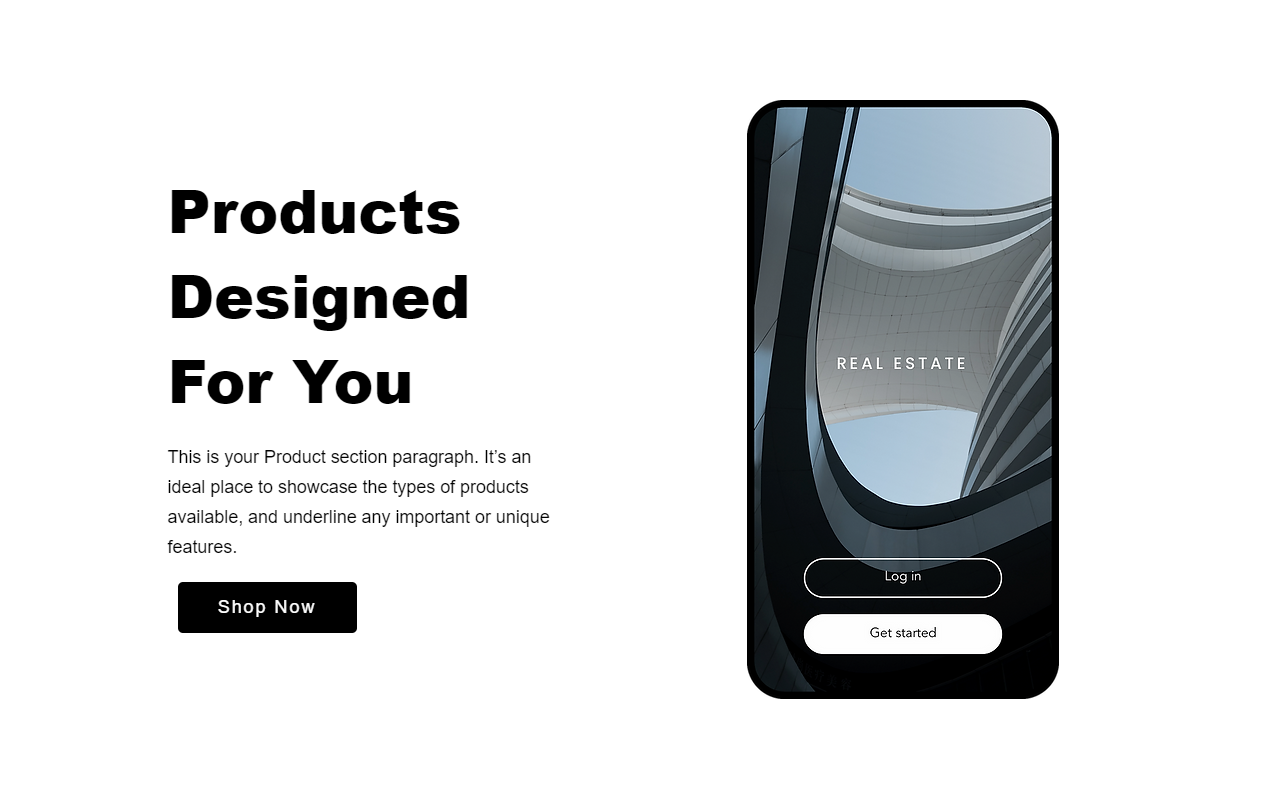 Products
Designed
For You
This is your Product section paragraph. It’s an
ideal place to showcase the types of products
available, and underline any important or unique
features.
Shop Now
REAL ESTATE
Log in
Get started